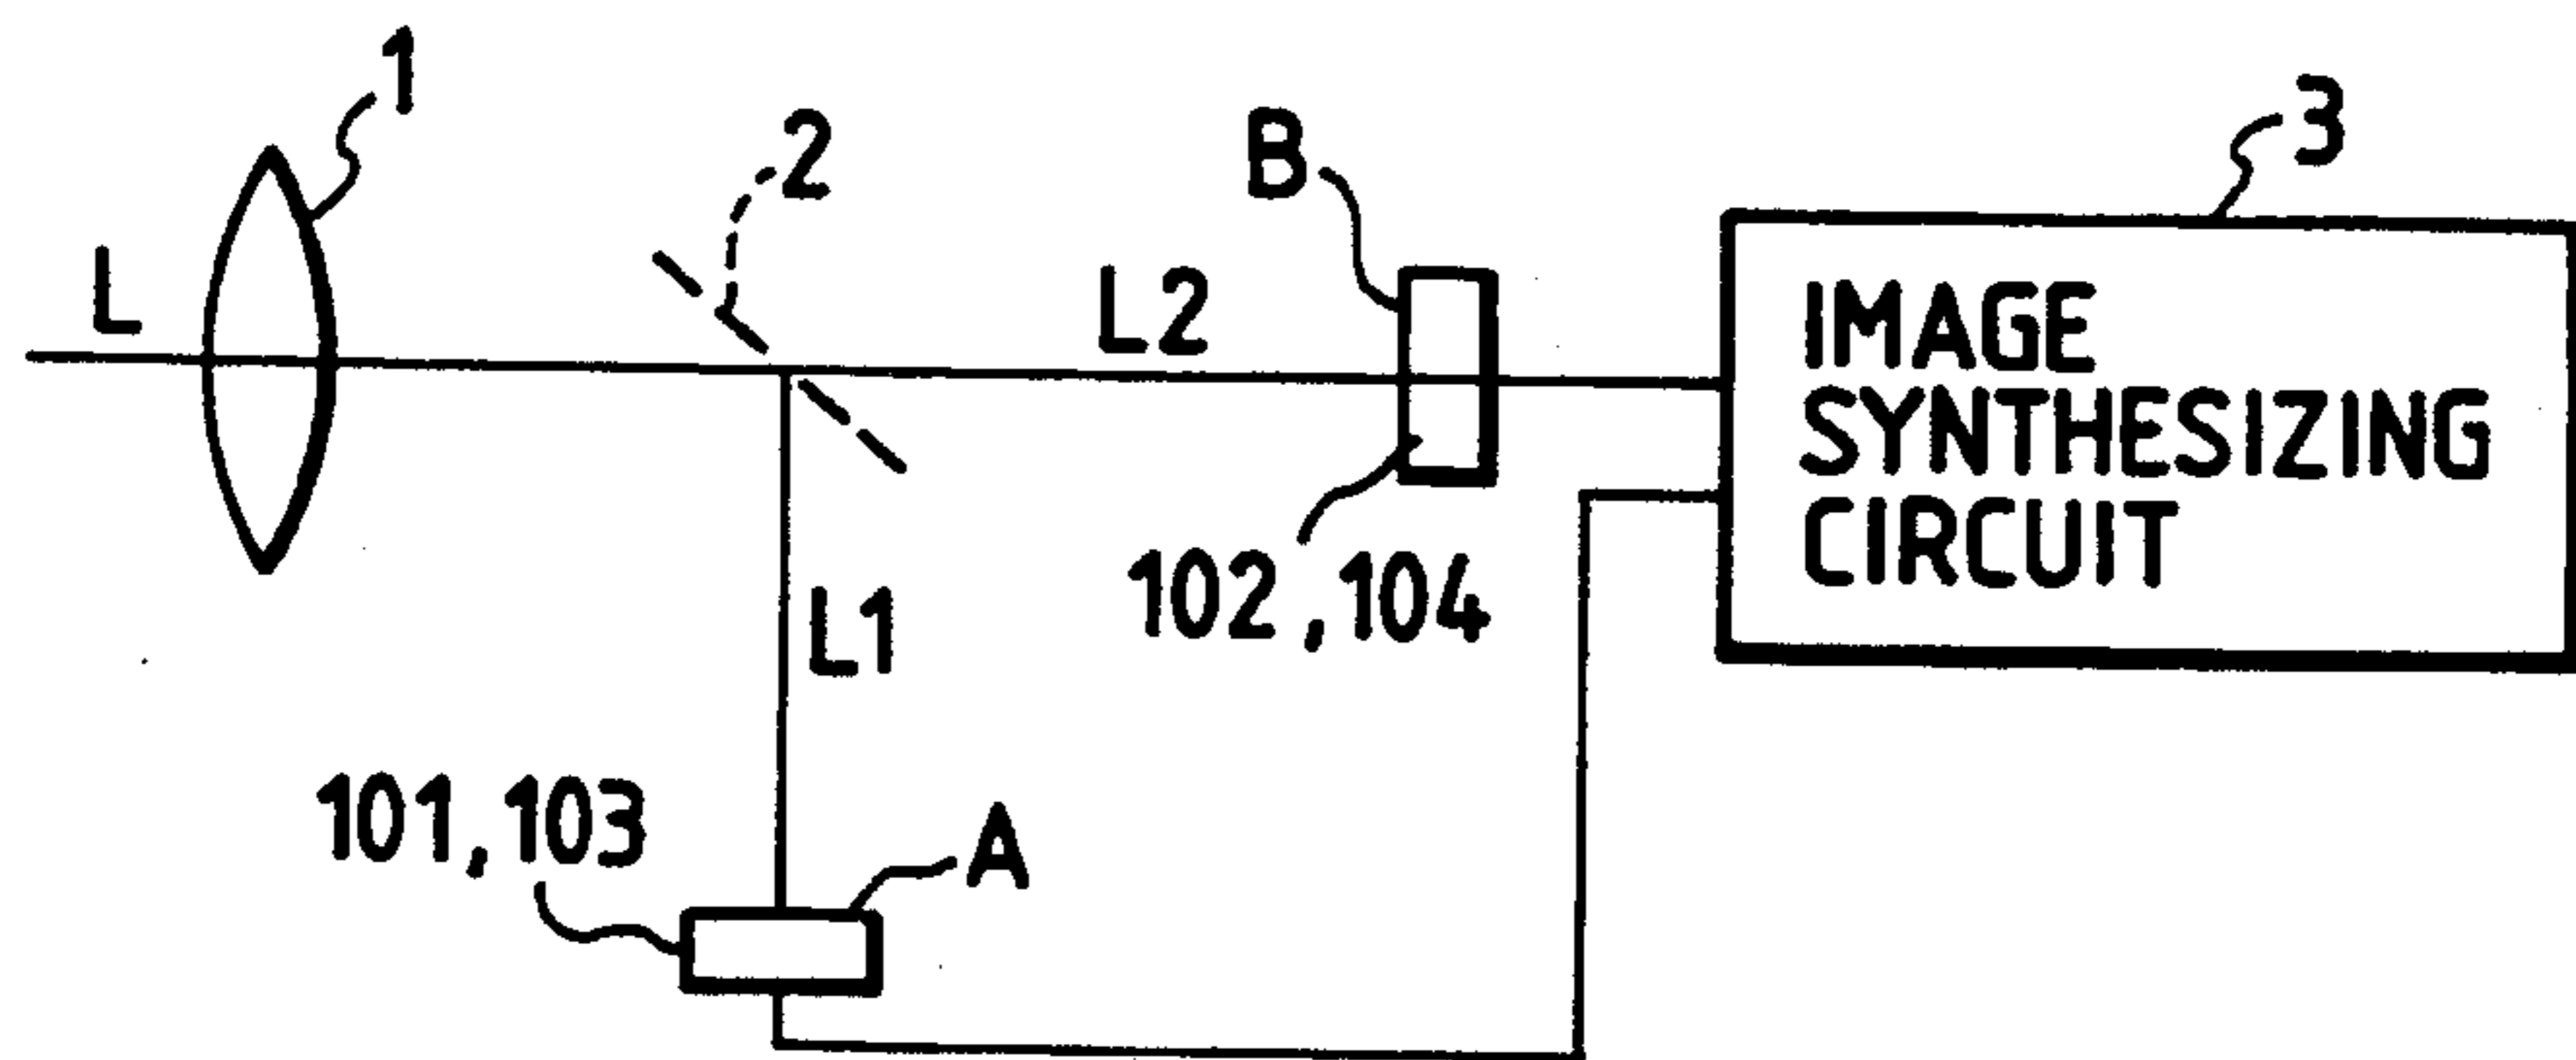 1
2
B
3
L
L2
IMAGE
SYNTHESIZING
CIRCUIT
102,104
L1
101,103
A